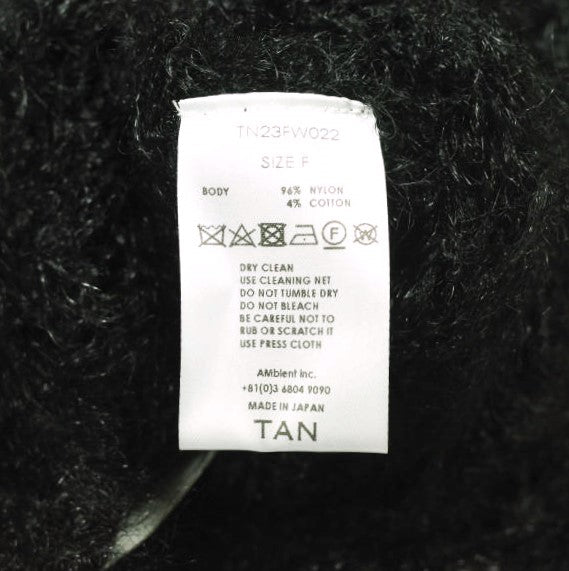 TN23FW022
SIZE F
BODY 96% NYLON
4% COTTON
F W
DRY CLEAN
USE CLEANING NET
DO NOT TUMBLE DRY
DO NOT BLEACH
BE CAREFUL NOT TO
RUB OR SCRATCH IT
USE PRESS CLOTH
AMbient inc.
+81(0)3 6804 9090
MADE IN JAPAN
TAN